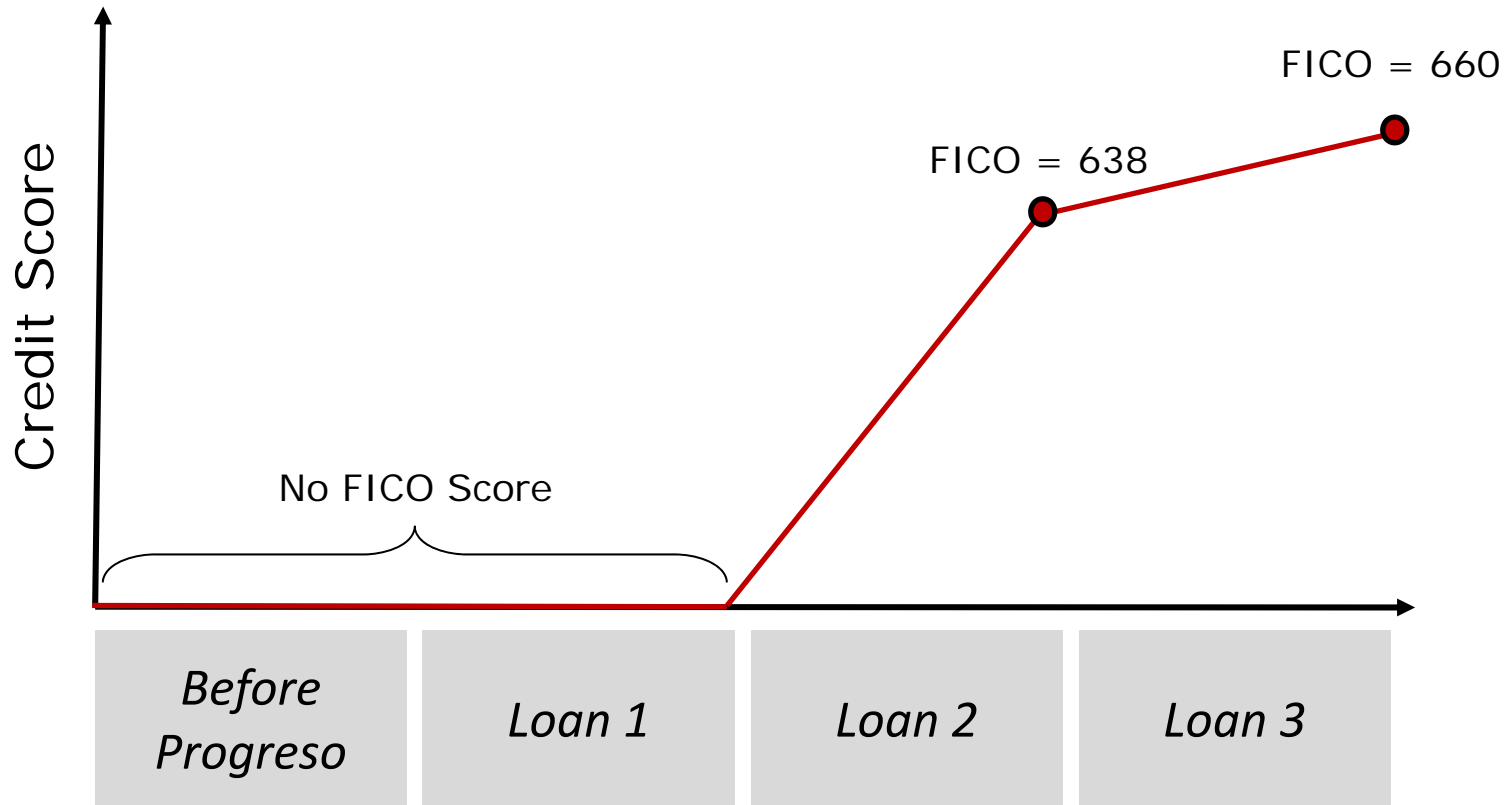 FICO = 660
FICO = 638
Credit Score
No FICO Score
Before
Progreso
Loan 1
Loan 2
Loan 3